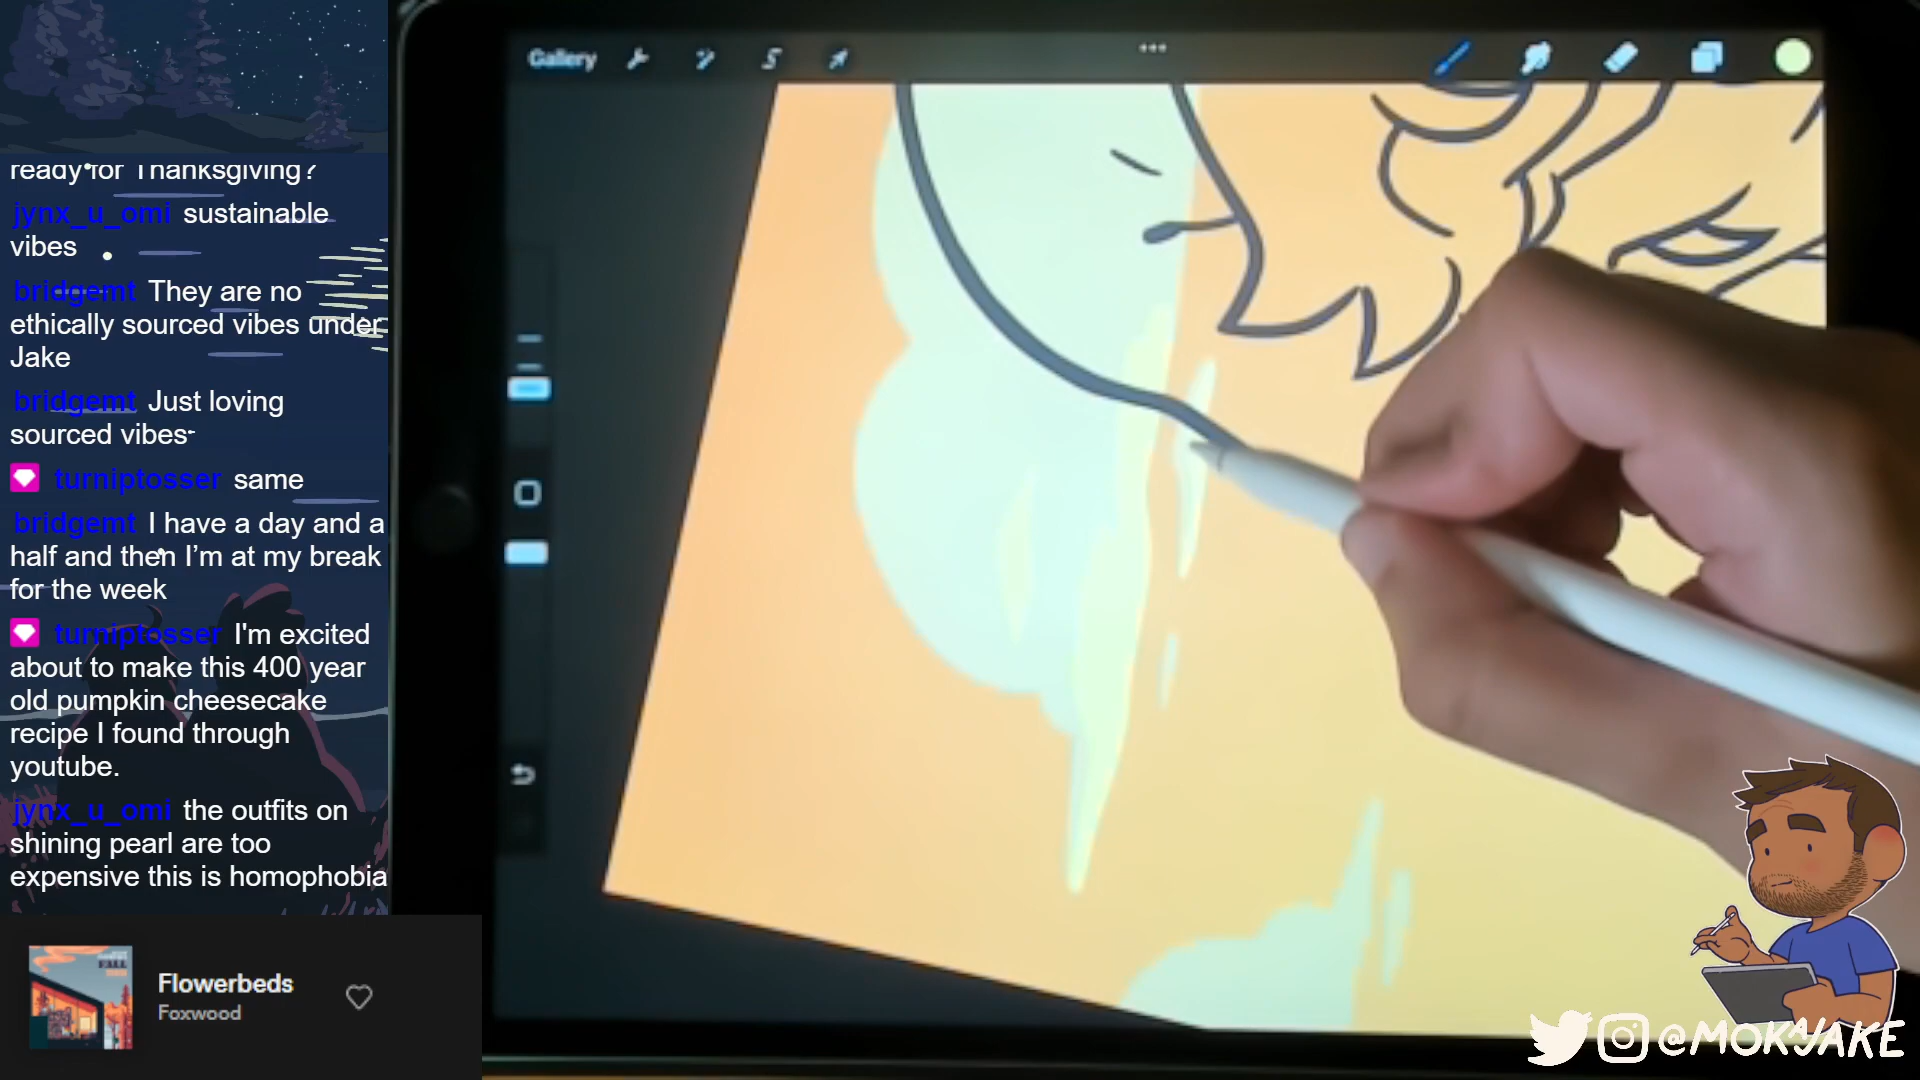 ready for Thanksgiving?
jynx_u_omi sustainable
vibes
bridgemt They are no
ethically sourced vibes under
Jake
bridgemt Just loving
sourced vibes
turniptosser same
bridgemt I have a day and a
half and then I’m at my break
for the week
turniptosser I'm excited
about to make this 400 year
old pumpkin cheesecake
recipe I found through
youtube.
jynx_u_omi the outfits on
shining pearl are too
expensive this is homophobia
Flowerbeds
Foxwood
Gallery
@MOKAJAKE